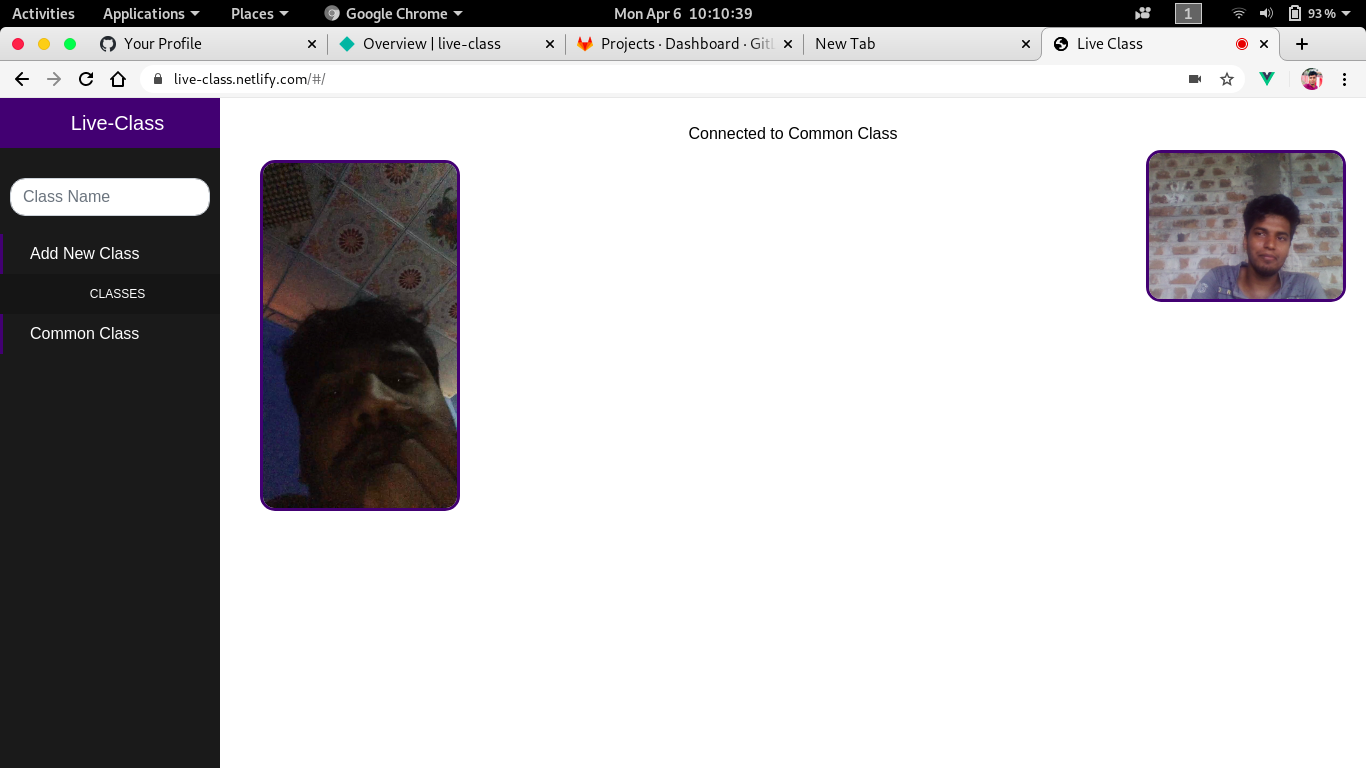 Activities Applications Places Google Chrome Mon Apr 6 10:10:39 1 93 %
Your Profile Overview | live-class Projects · Dashboard · GitL New Tab Live Class
live-class.netlify.com/#/
Live-Class
Connected to Common Class
Class Name
Add New Class
CLASSES
Common Class